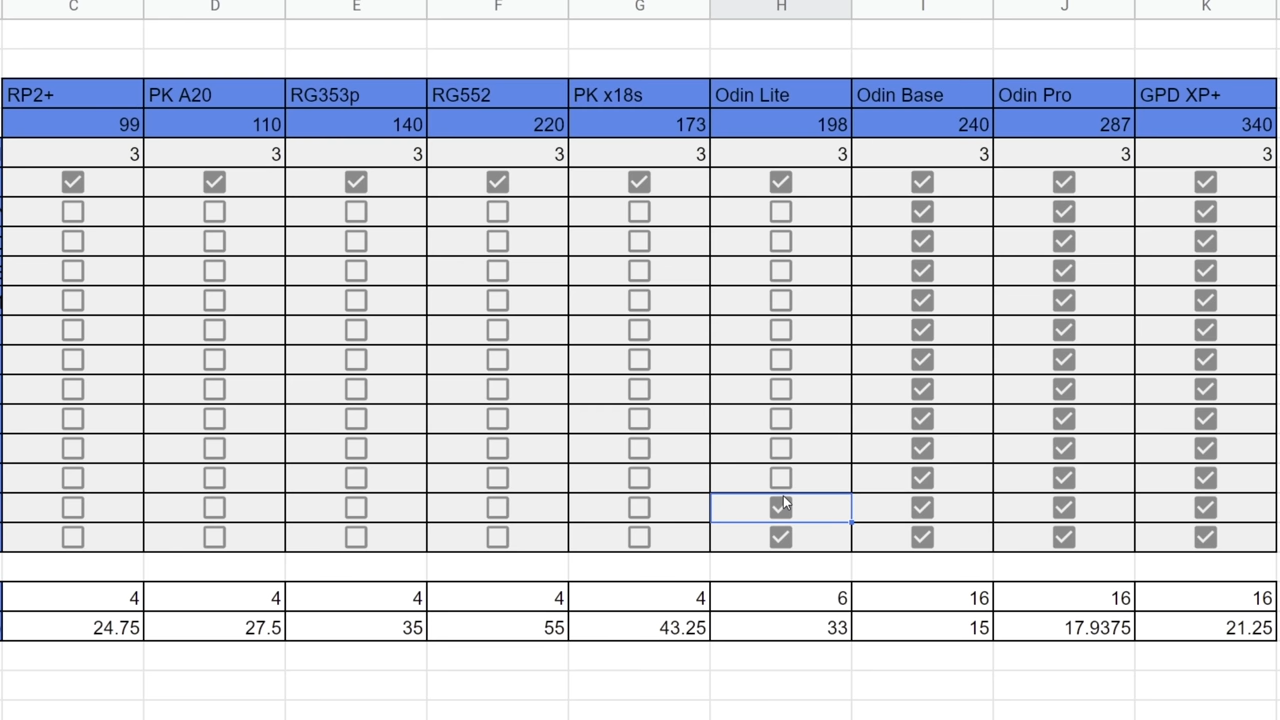 C D E F G H I J K
RP2+ PK A20 RG353p RG552 PK x18s Odin Lite Odin Base Odin Pro GPD XP+
99 110 140 220 173 198 240 287 340
3 3 3 3 3 3 3 3 3
4 4 4 4 4 6 16 16 16
24.75 27.5 35 55 43.25 33 15 17.9375 21.25